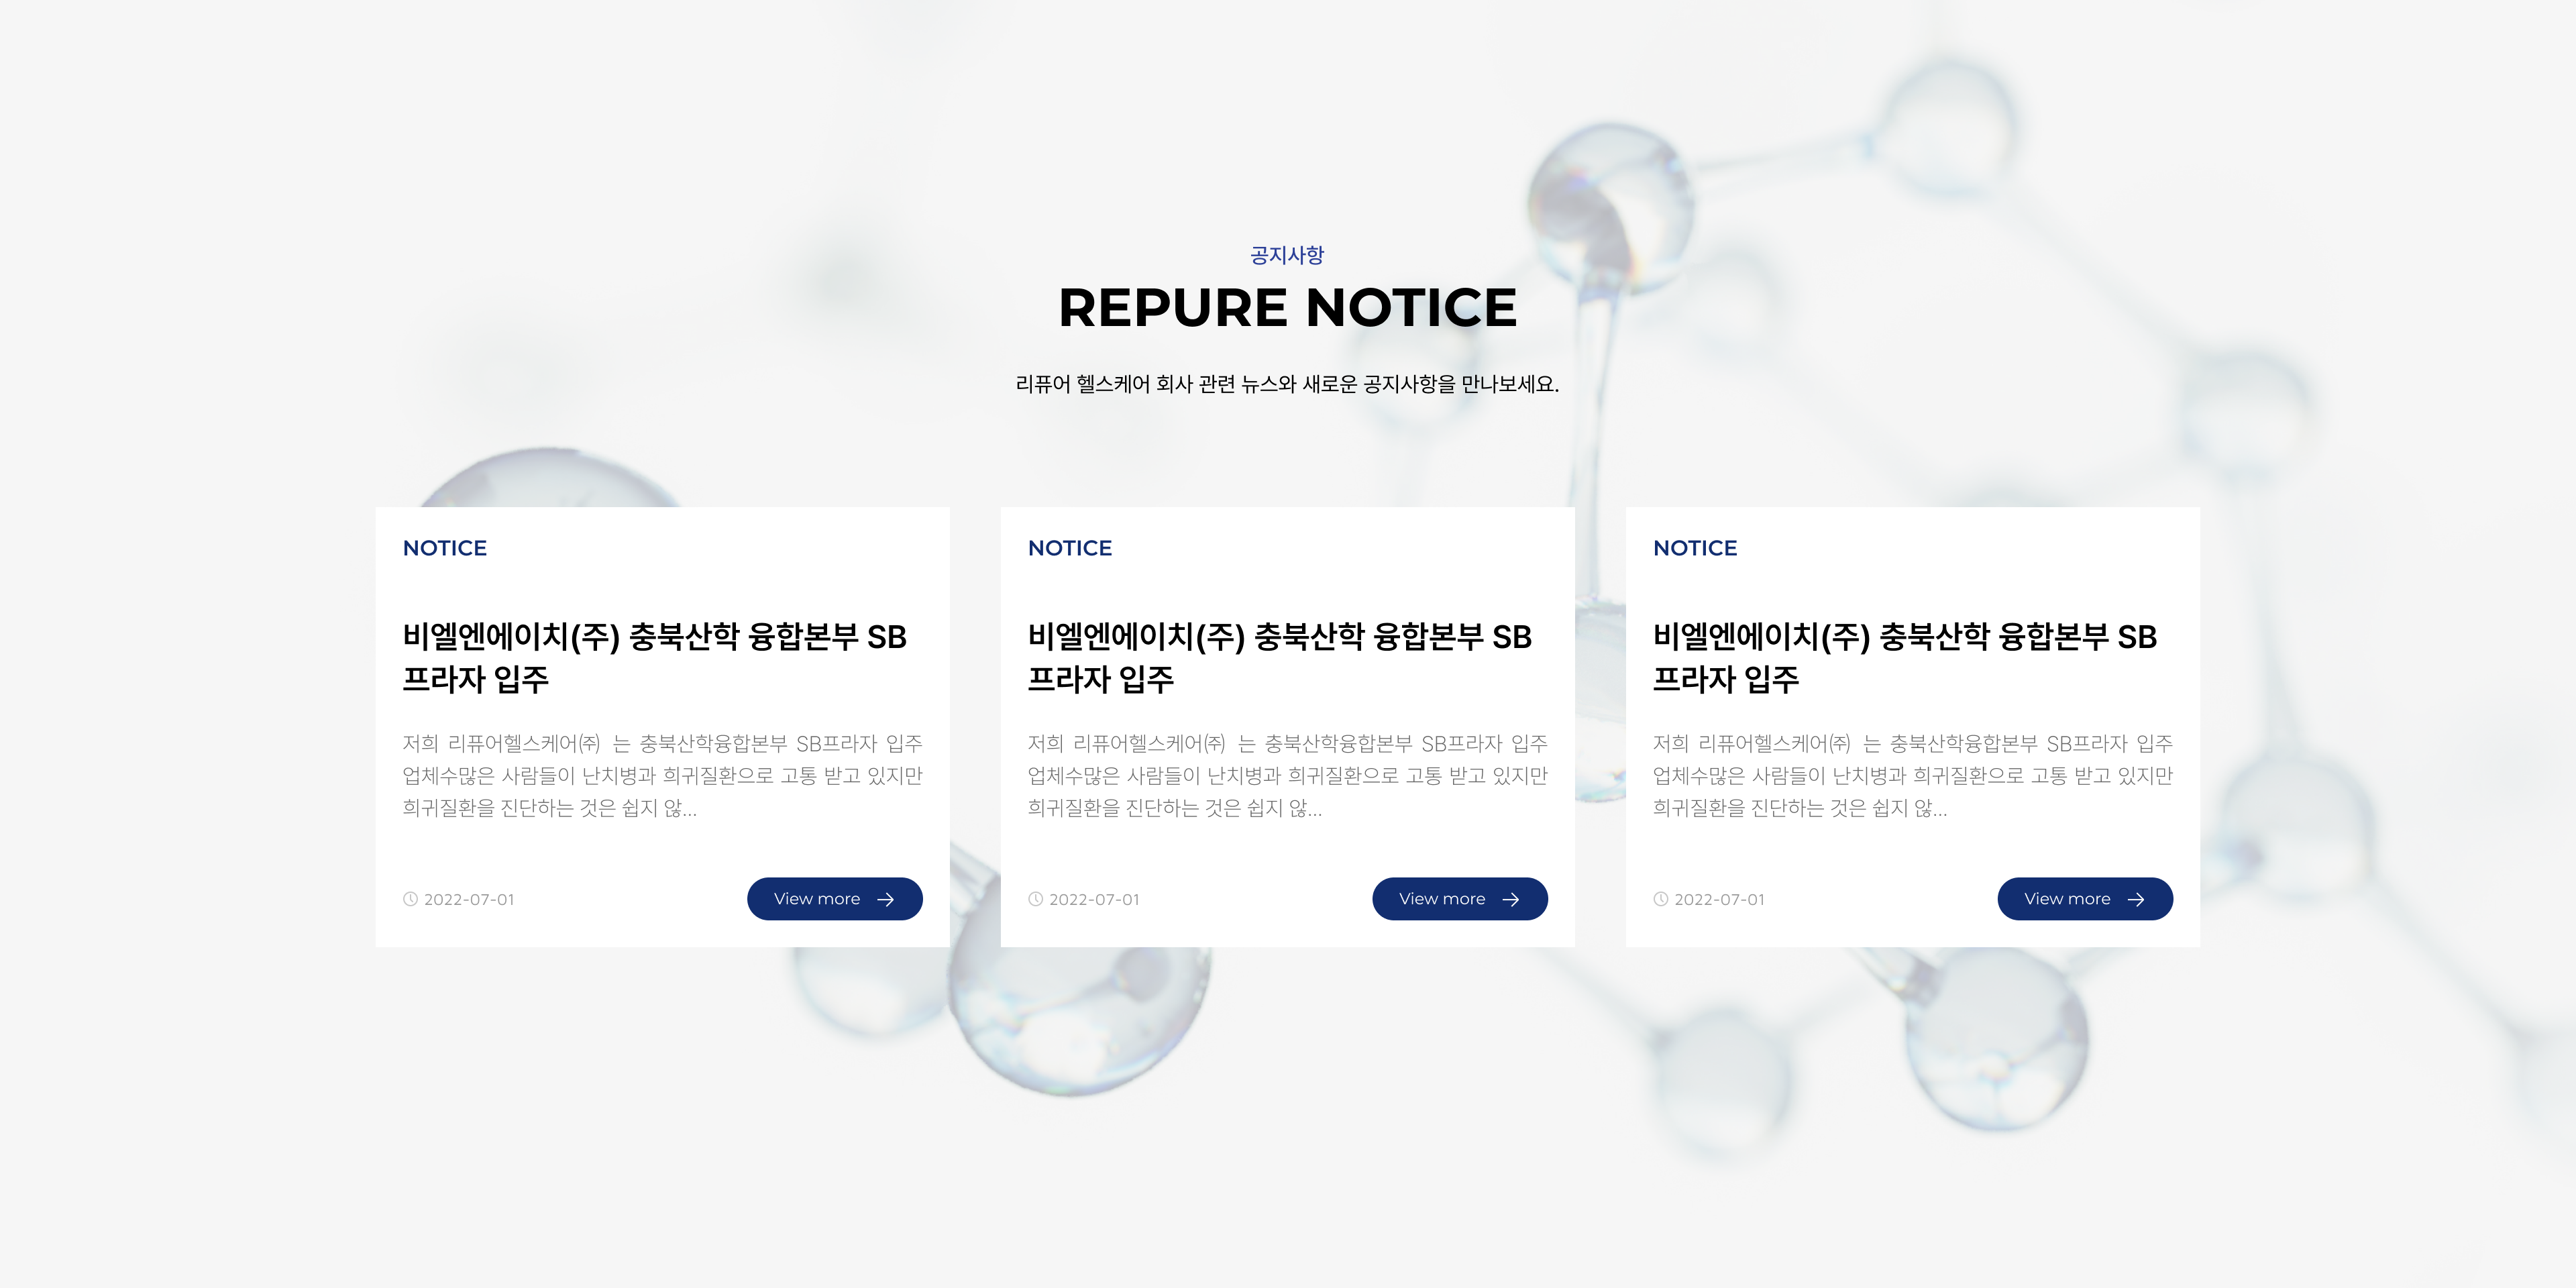 공지사항
REPURE NOTICE
리퓨어 헬스케어 회사 관련 뉴스와 새로운 공지사항을 만나보세요.
NOTICE
비엘엔에이치(주) 충북산학 융합본부 SB
프라자 입주
저희 리퓨어헬스케어㈜ 는 충북산학융합본부 SB프라자 입주
업체수많은 사람들이 난치병과 희귀질환으로 고통 받고 있지만
희귀질환을 진단하는 것은 쉽지 않...
2022-07-01
View more
NOTICE
비엘엔에이치(주) 충북산학 융합본부 SB
프라자 입주
저희 리퓨어헬스케어㈜ 는 충북산학융합본부 SB프라자 입주
업체수많은 사람들이 난치병과 희귀질환으로 고통 받고 있지만
희귀질환을 진단하는 것은 쉽지 않...
2022-07-01
View more
NOTICE
비엘엔에이치(주) 충북산학 융합본부 SB
프라자 입주
저희 리퓨어헬스케어㈜ 는 충북산학융합본부 SB프라자 입주
업체수많은 사람들이 난치병과 희귀질환으로 고통 받고 있지만
희귀질환을 진단하는 것은 쉽지 않...
2022-07-01
View more